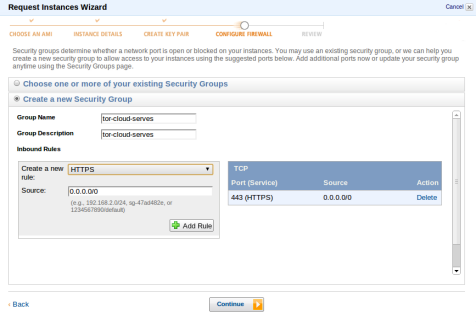 Request Instances Wizard
Cancel
CHOOSE AN AMI
INSTANCE DETAILS
CREATE KEY PAIR
CONFIGURE FIREWALL
REVIEW
Security groups determine whether a network port is open or blocked on your instances. You may use an existing security group, or we can help you
create a new security group to allow access to your instances using the suggested ports below. Add additional ports now or update your security group
anytime using the Security Groups page.
Choose one or more of your existing Security Groups
Create a new Security Group
Group Name
tor-cloud-serves
Group Description
tor-cloud-serves
Inbound Rules
Create a new
rule:
HTTPS
Source:
0.0.0.0/0
(e.g., 192.168.2.0/24, sg-47ad482e, or
1234567890/default)
Add Rule
TCP
Port (Service)
Source
Action
443 (HTTPS)
0.0.0.0/0
Delete
< Back
Continue